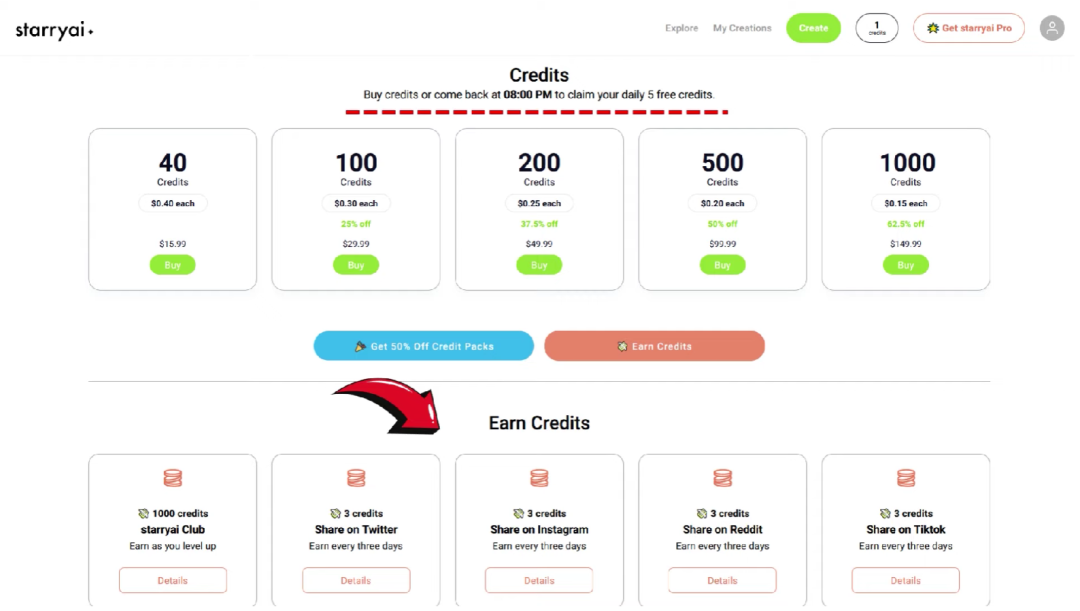 starryai
Explore
My Creations
Create
1
credits
Get starryai Pro
Credits
Buy credits or come back at 08:00 PM to claim your daily 5 free credits.
40
Credits
$0.40 each
$15.99
Buy
100
Credits
$0.30 each
25% off
$29.99
Buy
200
Credits
$0.25 each
37.5% off
$49.99
Buy
500
Credits
$0.20 each
50% off
$99.99
Buy
1000
Credits
$0.15 each
62.5% off
$149.99
Buy
Get 50% Off Credit Packs
Earn Credits
Earn Credits
1000 credits
starryai Club
Earn as you level up
Details
3 credits
Share on Twitter
Earn every three days
Details
3 credits
Share on Instagram
Earn every three days
Details
3 credits
Share on Reddit
Earn every three days
Details
3 credits
Share on Tiktok
Earn every three days
Details